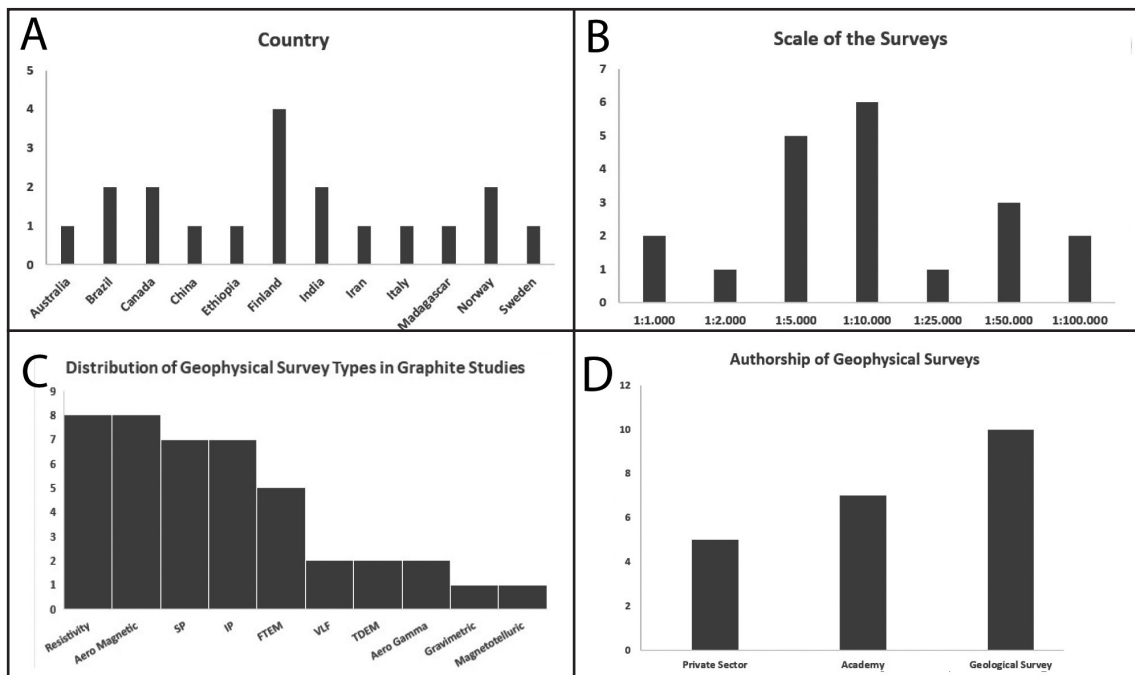 A
Country
5
4
3
2
1
0
Australia
Brazil
Canada
China
Ethiopia
Finland
India
Iran
Italy
Madagascar
Norway
Sweden
B
Scale of the Surveys
7
6
5
4
3
2
1
0
1:1.000
1:2.000
1:5.000
1:10.000
1:25.000
1:50.000
1:100.000
C
Distribution of Geophysical Survey Types in Graphite Studies
9
8
7
6
5
4
3
2
1
0
Resistivity
Aero Magnetic
SP
IP
FTEM
VLF
TDEM
Aero Gamma
Gravimetric
Magnetotelluric
D
Authorship of Geophysical Surveys
12
10
8
6
4
2
0
Private Sector
Academy
Geological Survey